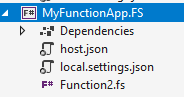 F# MyFunctionApp.FS
Dependencies
host.json
local.settings.json
F# Function2.fs